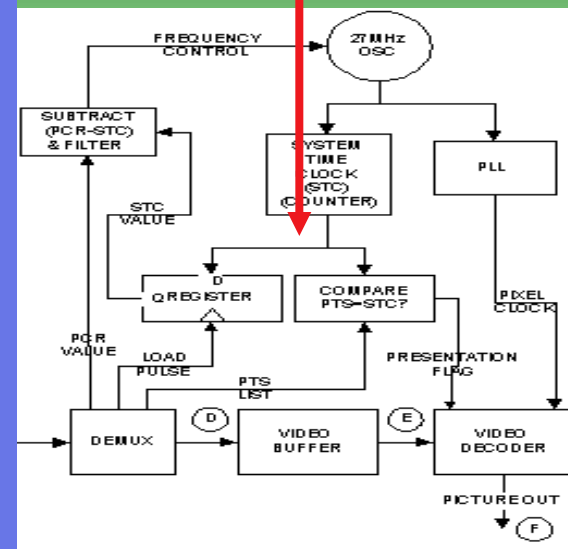 FREQUENCY
CONTROL
27MHz
OSC
SUBTRACT
(PCR-STC)
& FILTER
SYSTEM
TIME
CLOCK
(STC)
(COUNTER)
PLL
STC
VALUE
D
Q REGISTER
COMPARE
PTS=STC?
PIXEL
CLOCK
PCR
VALUE
LOAD
PULSE
PTS
LIST
PRESENTATION
FLAG
DEMUX
D
VIDEO
BUFFER
E
VIDEO
DECODER
PICTURE OUT
F